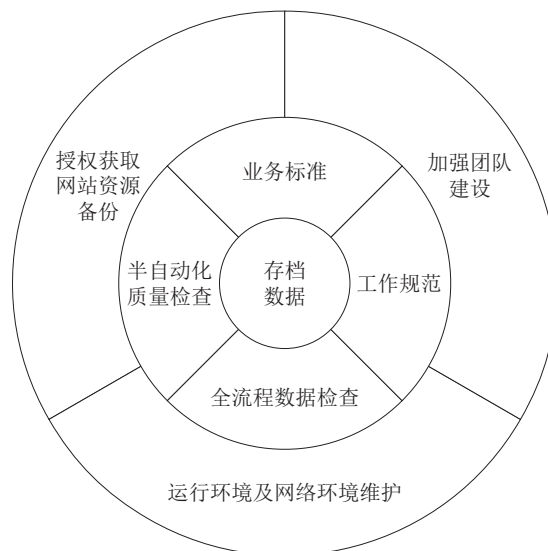 授权获取
网站资源
备份
加强团队
建设
业务标准
半自动化
质量检查
存档
数据
工作规范
全流程数据检查
运行环境及网络环境维护